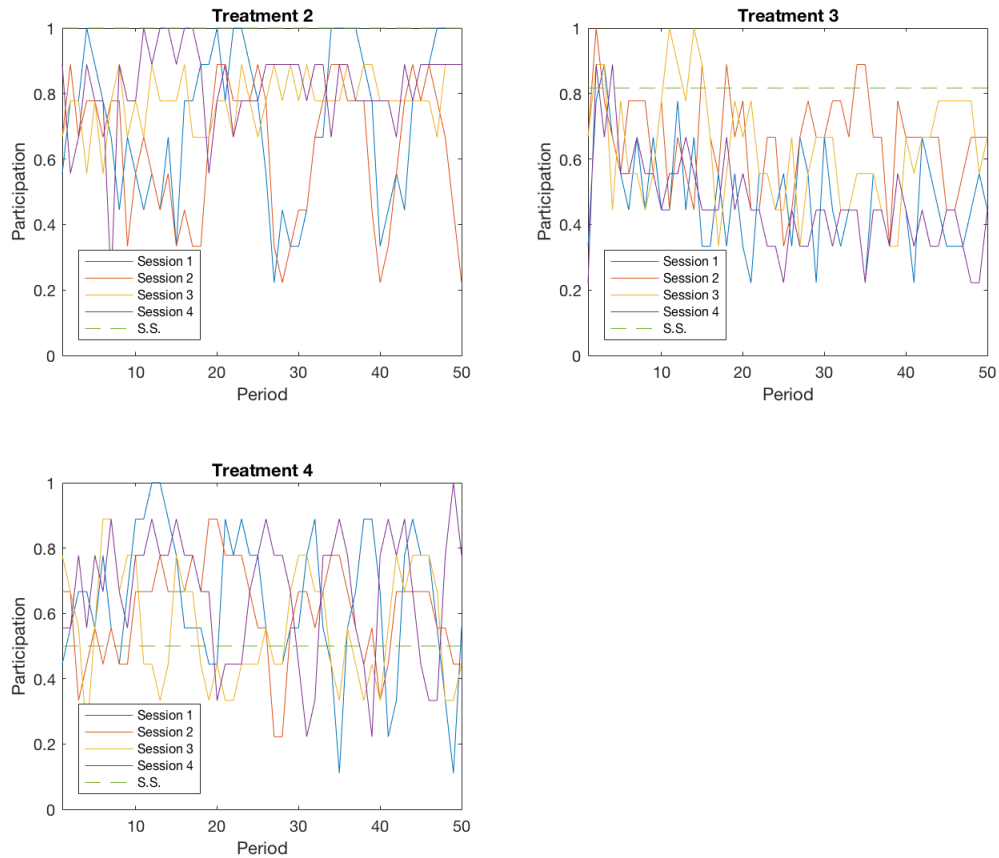 Treatment 2
1
0.8
0.6
0.4
0.2
0
Participation
Session 1
Session 2
Session 3
Session 4
S.S.
10
20
30
40
50
Period
Treatment 3
1
0.8
0.6
0.4
0.2
0
Participation
Session 1
Session 2
Session 3
Session 4
S.S.
10
20
30
40
50
Period
Treatment 4
1
0.8
0.6
0.4
0.2
0
Participation
Session 1
Session 2
Session 3
Session 4
S.S.
10
20
30
40
50
Period